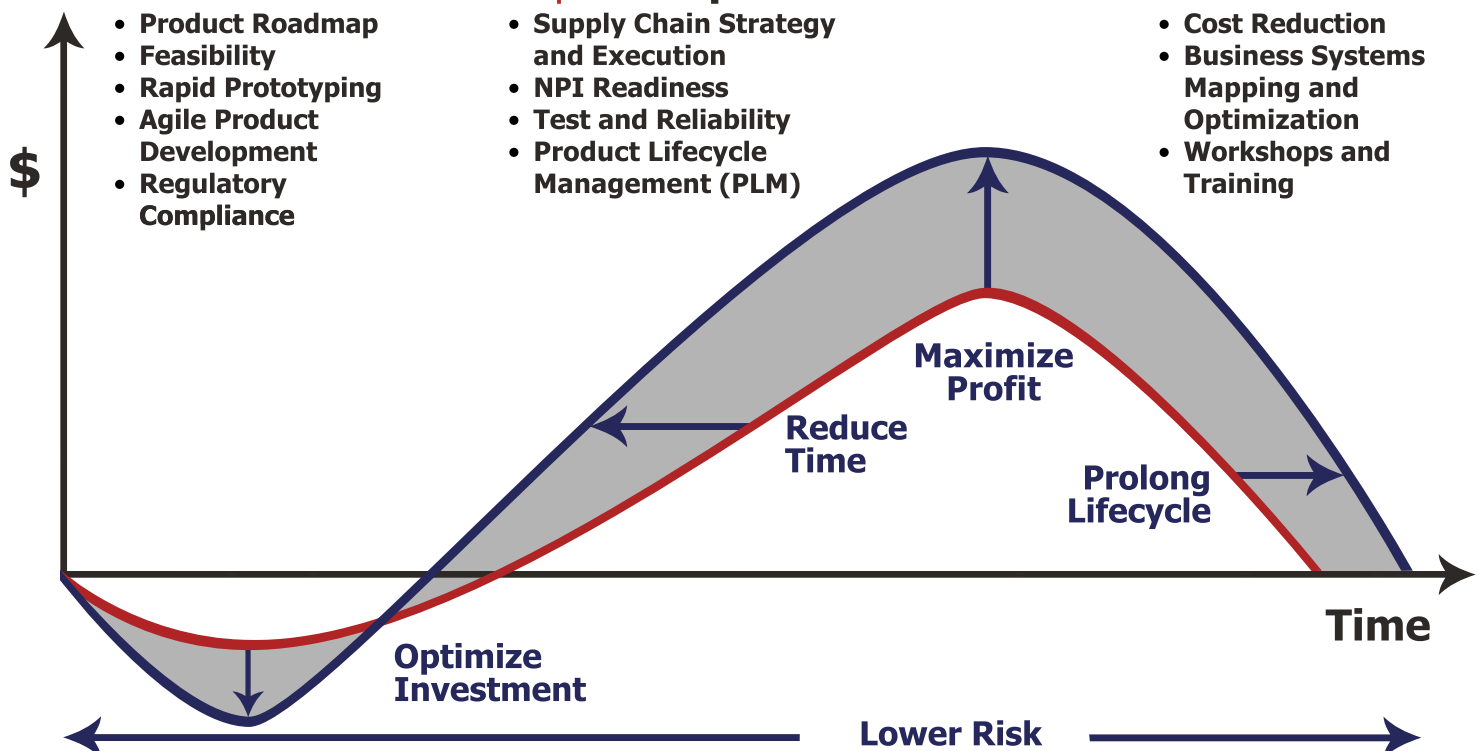 • Product Roadmap
• Feasibility
• Rapid Prototyping
• Agile Product
Development
• Regulatory
Compliance
• Supply Chain Strategy
and Execution
• NPI Readiness
• Test and Reliability
• Product Lifecycle
Management (PLM)
• Cost Reduction
• Business Systems
Mapping and
Optimization
• Workshops and
Training
$
Maximize
Profit
Reduce
Time
Prolong
Lifecycle
Time
Optimize
Investment
Lower Risk